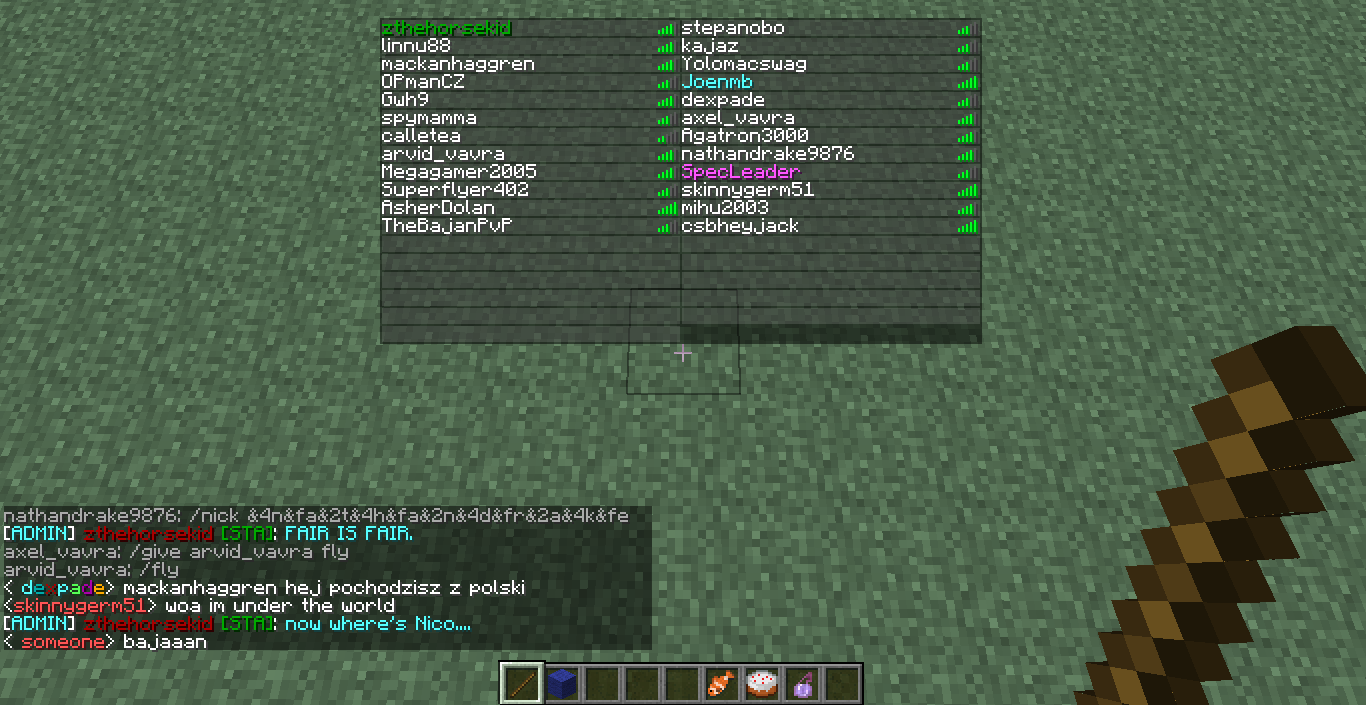 zthehorsekid stepanobo
linnu88 kajaz
mackanhaggren Yolomacswag
OPmanCZ Joenmb
Gwh9 dexpade
spymamma axel_vavra
calletea Agatron3000
arvid_vavra nathandrake9876
Megagamer2005 SpecLeader
Superflyer402 skinnygerm51
AsherDolan mihu2003
TheBajanPvP csbheyjack
nathandrake9876: /nick &4n&fa&2t&4h&fa&2n&4d&fr&2a&4k&fe
[ADMIN] zthehorsekid [STA]: FAIR IS FAIR.
axel_vavra: /give arvid_vavra fly
arvid_vavra: /fly
< dexpade> mackanhaggren hej pochodzisz z polski
<skinnygerm51> woa im under the world
[ADMIN] zthehorsekid [STA]: now where's Nico....
< someone> bajaaan